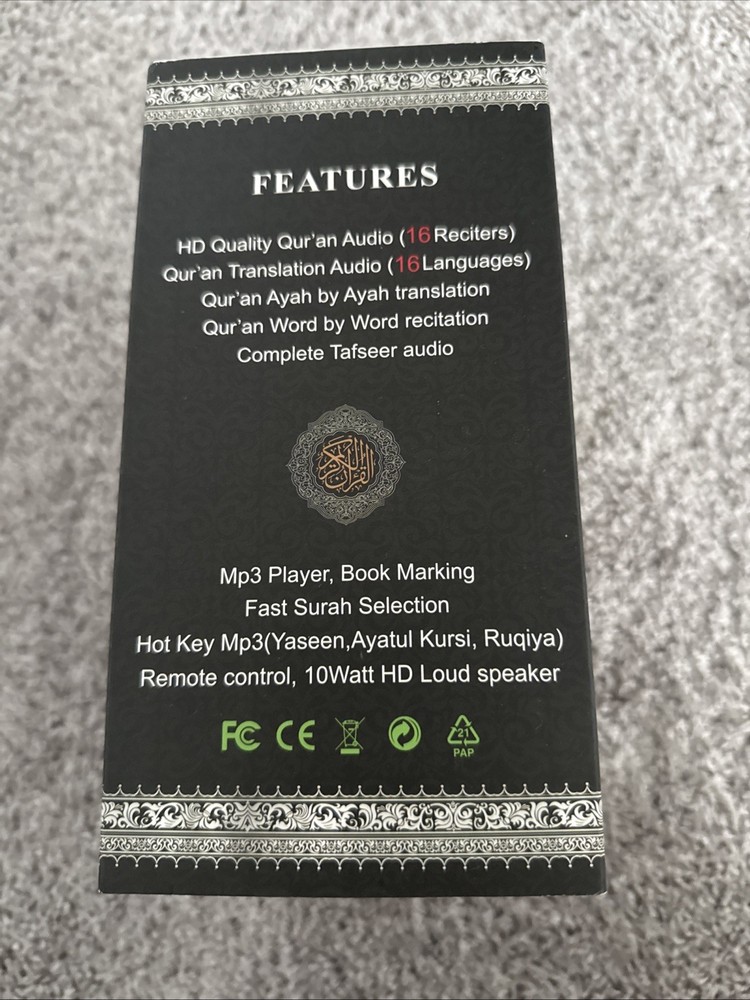 FEATURES
HD Quality Qur'an Audio (16 Reciters)
Qur'an Translation Audio (16 Languages)
Qur'an Ayah by Ayah translation
Qur'an Word by Word recitation
Complete Tafseer audio
القرآن الكريم
Mp3 Player, Book Marking
Fast Surah Selection
Hot Key Mp3(Yaseen,Ayatul Kursi, Ruqiya)
Remote control, 10Watt HD Loud speaker
FC CE 21
PAP